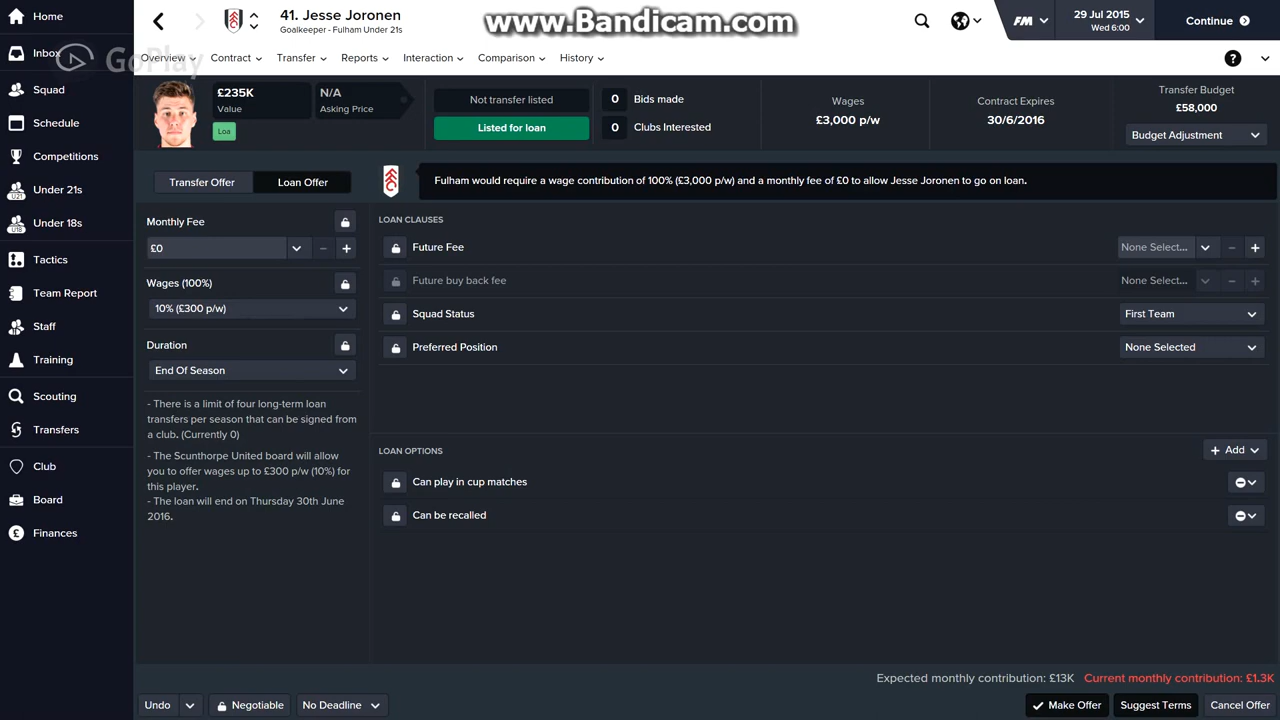 Home
Inbox
Squad
Schedule
Competitions
Under 21s
Under 18s
Tactics
Team Report
Staff
Training
Scouting
Transfers
Club
Board
Finances
GoPlay
41. Jesse Joronen
Goalkeeper - Fulham Under 21s
www.Bandicam.com
FM
29 Jul 2015
Wed 6:00
Continue
Overview
Contract
Transfer
Reports
Interaction
Comparison
History
£235K
Value
N/A
Asking Price
Loa
Not transfer listed
Listed for loan
0 Bids made
0 Clubs Interested
Wages
£3,000 p/w
Contract Expires
30/6/2016
Transfer Budget
£58,000
Budget Adjustment
Transfer Offer
Loan Offer
Fulham would require a wage contribution of 100% (£3,000 p/w) and a monthly fee of £0 to allow Jesse Joronen to go on loan.
Monthly Fee
£0
Wages (100%)
10% (£300 p/w)
Duration
End Of Season
- There is a limit of four long-term loan
transfers per season that can be signed from
a club. (Currently 0)
- The Scunthorpe United board will allow
you to offer wages up to £300 p/w (10%) for
this player.
- The loan will end on Thursday 30th June
2016.
LOAN CLAUSES
Future Fee
None Select...
Future buy back fee
None Select...
Squad Status
First Team
Preferred Position
None Selected
LOAN OPTIONS
Add
Can play in cup matches
Can be recalled
Expected monthly contribution: £13K Current monthly contribution: £1.3K
Undo
Negotiable
No Deadline
Make Offer
Suggest Terms
Cancel Offer